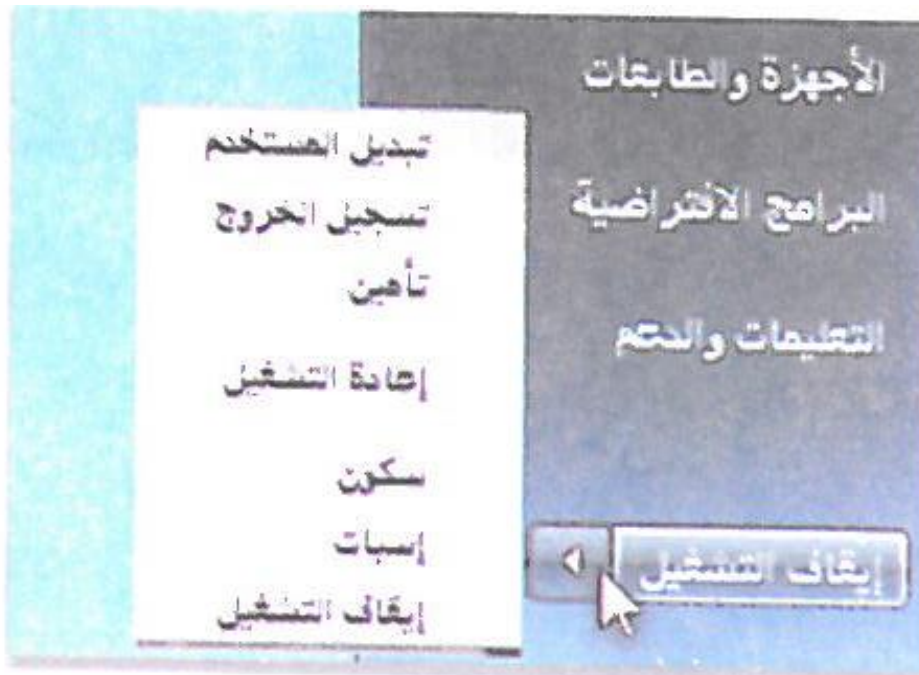 الأجهزة والطابعات
البرامج الافتراضية
التعليمات والدعم
إيقاف التشغيل
تبديل المستخدم
تسجيل الخروج
تأمين
إعادة التشغيل
سكون
إسبات
إيقاف التشغيل